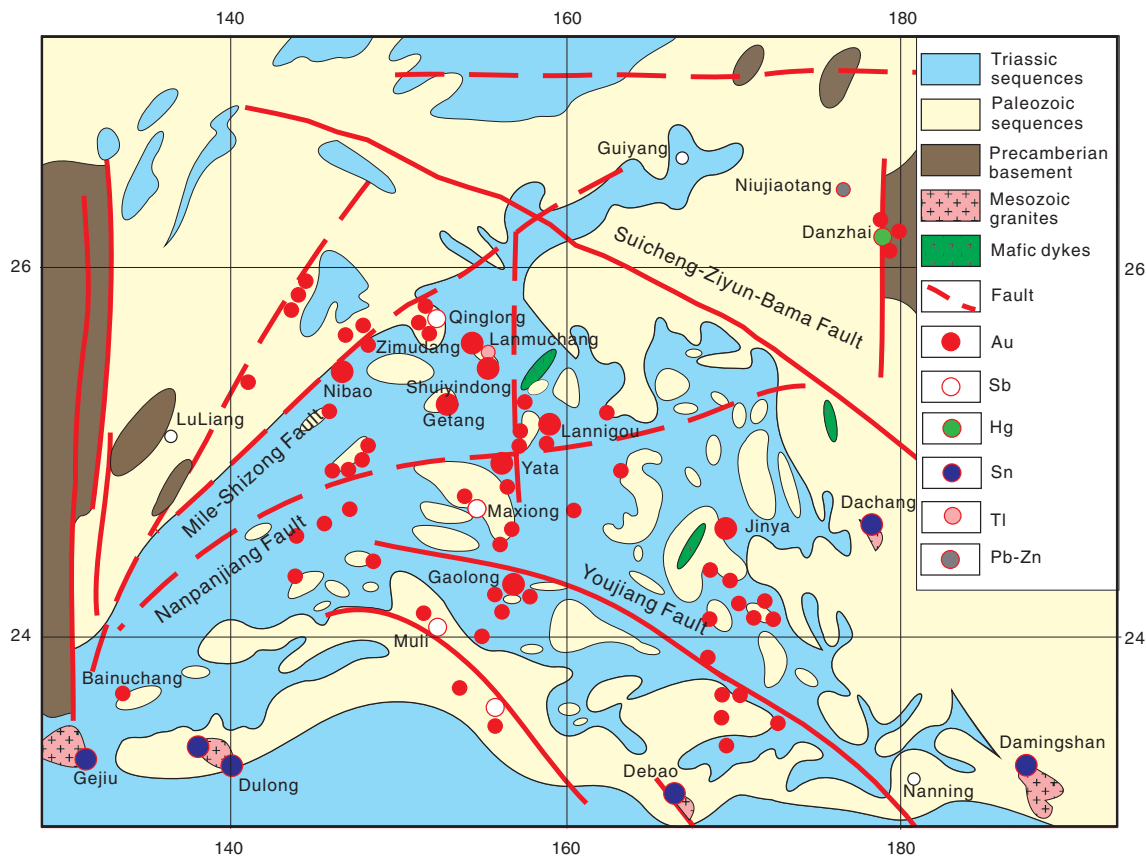 140
160
180
Triassic
sequences
Paleozoic
sequences
Precamberian
basement
Mesozoic
granites
Mafic dykes
Fault
Au
Sb
Hg
Sn
Tl
Pb-Zn
Guiyang
Niujiaotang
Danzhai
Suicheng-Ziyun-Bama Fault
26
26
Qinglong
Zimudang
Lanmuchang
Shuiyindong
Nibao
Getang
LuLiang
Lannigou
Mile-Shizong Fault
Yata
Maxiong
Dachang
Jinya
Nanpanjiang Fault
Gaolong
Youjiang Fault
24
24
Muli
Bainuchang
Gejiu
Dulong
Debao
Damingshan
Nanning
140
160
180